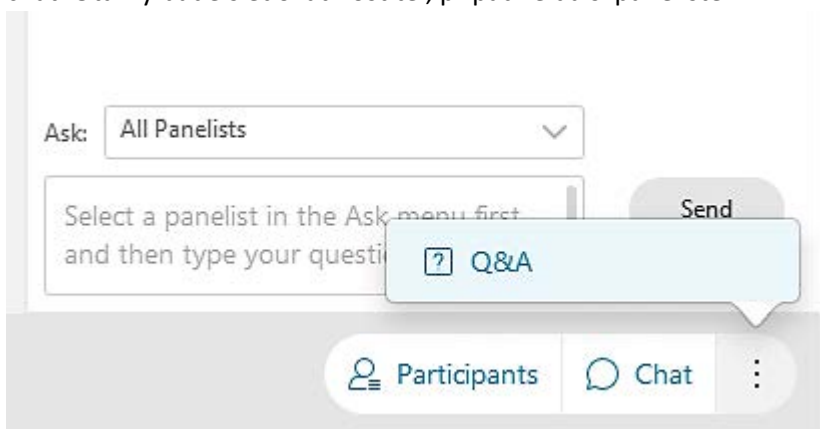 Ask: All Panelists
Select a panelist in the Ask menu first
and then type your questi
Send
Q&A
Participants
Chat